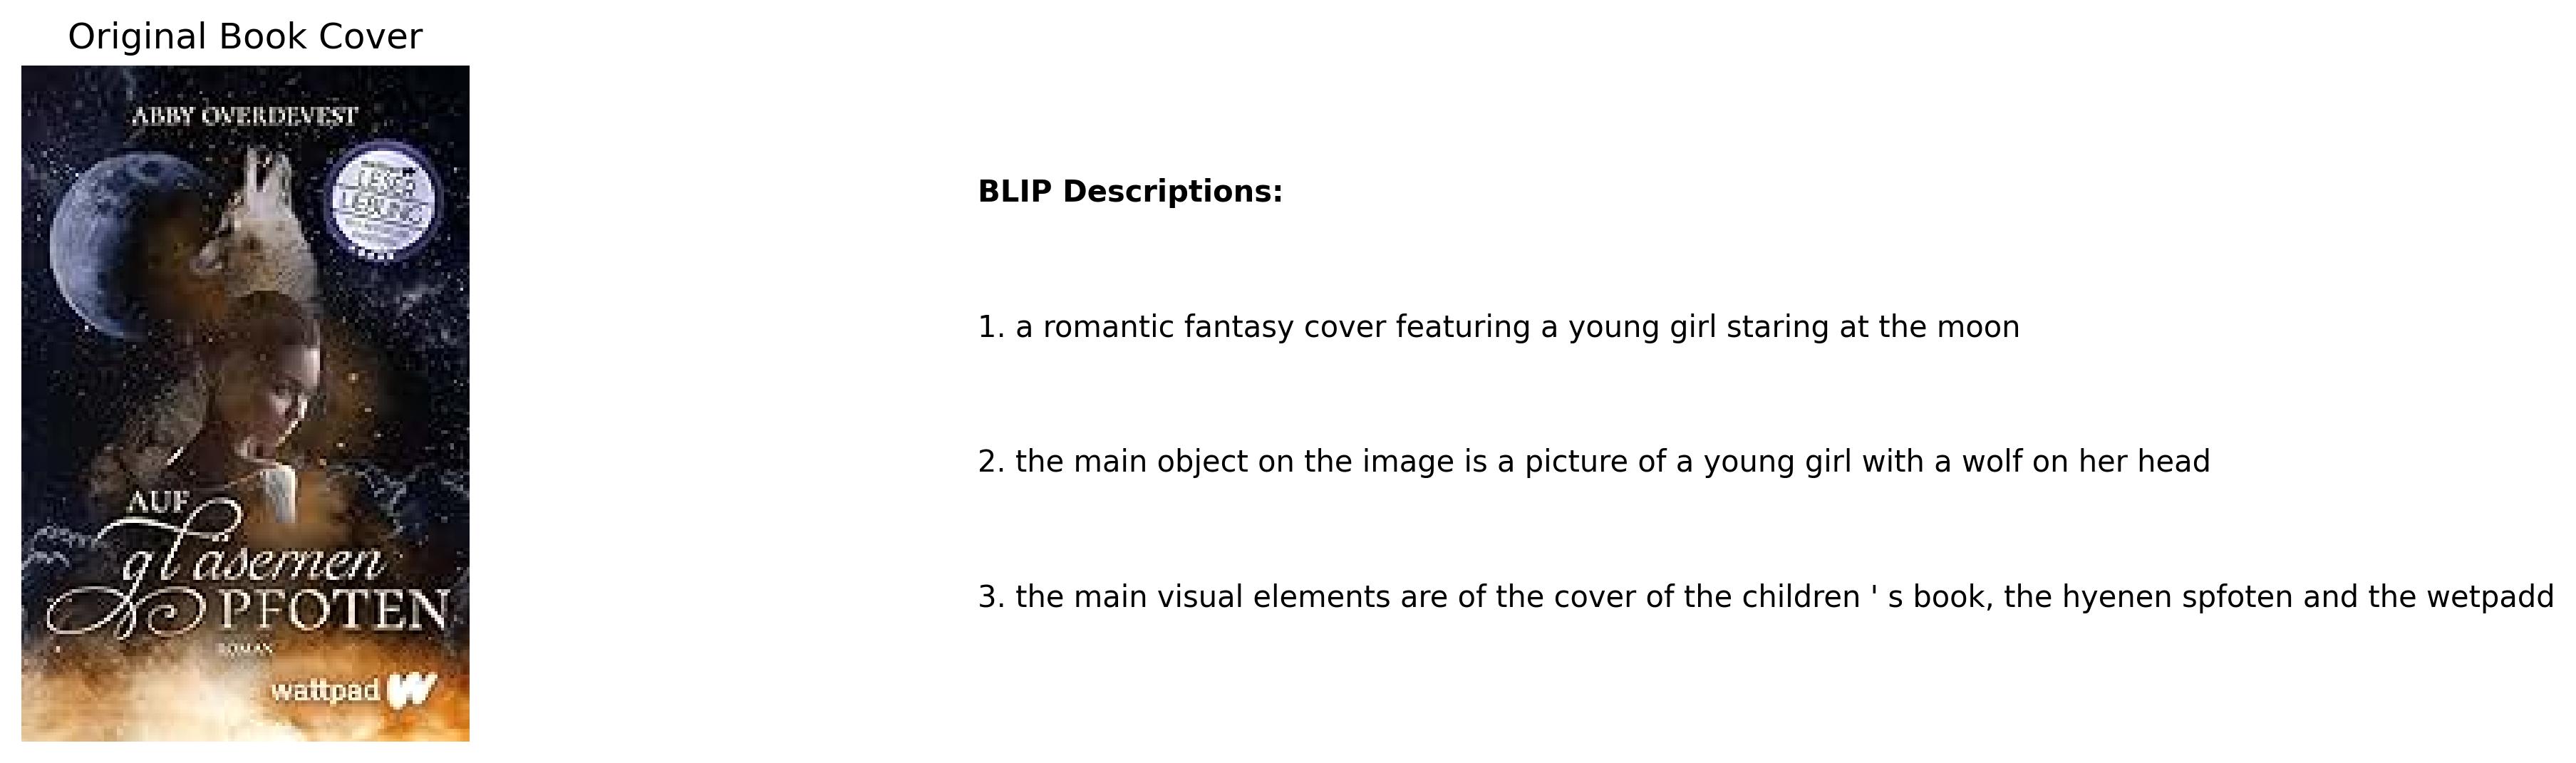 Original Book Cover
ABBY OVERDEVEST
LESER
LIEBLING
AUF
gläsernen
PFOTEN
ROMAN
wattpad W
BLIP Descriptions:
1. a romantic fantasy cover featuring a young girl staring at the moon
2. the main object on the image is a picture of a young girl with a wolf on her head
3. the main visual elements are of the cover of the children ' s book, the hyenen spfoten and the wetpadd